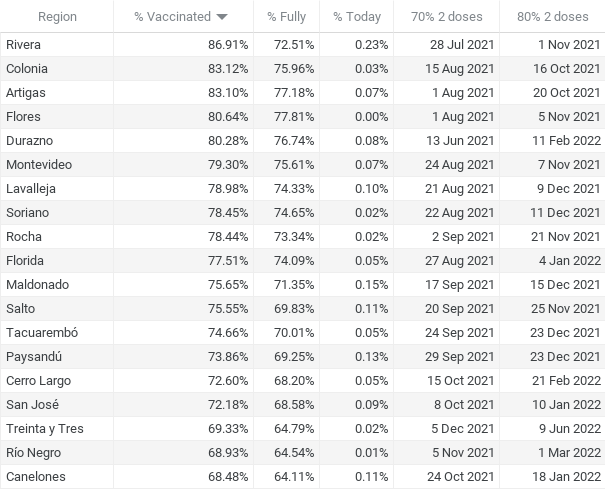 Region % Vaccinated % Fully % Today 70% 2 doses 80% 2 doses
Rivera 86.91% 72.51% 0.23% 28 Jul 2021 1 Nov 2021
Colonia 83.12% 75.96% 0.03% 15 Aug 2021 16 Oct 2021
Artigas 83.10% 77.18% 0.07% 1 Aug 2021 20 Oct 2021
Flores 80.64% 77.81% 0.00% 1 Aug 2021 5 Nov 2021
Durazno 80.28% 76.74% 0.08% 13 Jun 2021 11 Feb 2022
Montevideo 79.30% 75.61% 0.07% 24 Aug 2021 7 Nov 2021
Lavalleja 78.98% 74.33% 0.10% 21 Aug 2021 9 Dec 2021
Soriano 78.45% 74.65% 0.02% 22 Aug 2021 11 Dec 2021
Rocha 78.44% 73.34% 0.02% 2 Sep 2021 21 Nov 2021
Florida 77.51% 74.09% 0.05% 27 Aug 2021 4 Jan 2022
Maldonado 75.65% 71.35% 0.15% 17 Sep 2021 15 Dec 2021
Salto 75.55% 69.83% 0.11% 20 Sep 2021 25 Nov 2021
Tacuarembó 74.66% 70.01% 0.05% 24 Sep 2021 23 Dec 2021
Paysandú 73.86% 69.25% 0.13% 29 Sep 2021 23 Dec 2021
Cerro Largo 72.60% 68.20% 0.05% 15 Oct 2021 21 Feb 2022
San José 72.18% 68.58% 0.09% 8 Oct 2021 10 Jan 2022
Treinta y Tres 69.33% 64.79% 0.02% 5 Dec 2021 9 Jun 2022
Río Negro 68.93% 64.54% 0.01% 5 Nov 2021 1 Mar 2022
Canelones 68.48% 64.11% 0.11% 24 Oct 2021 18 Jan 2022